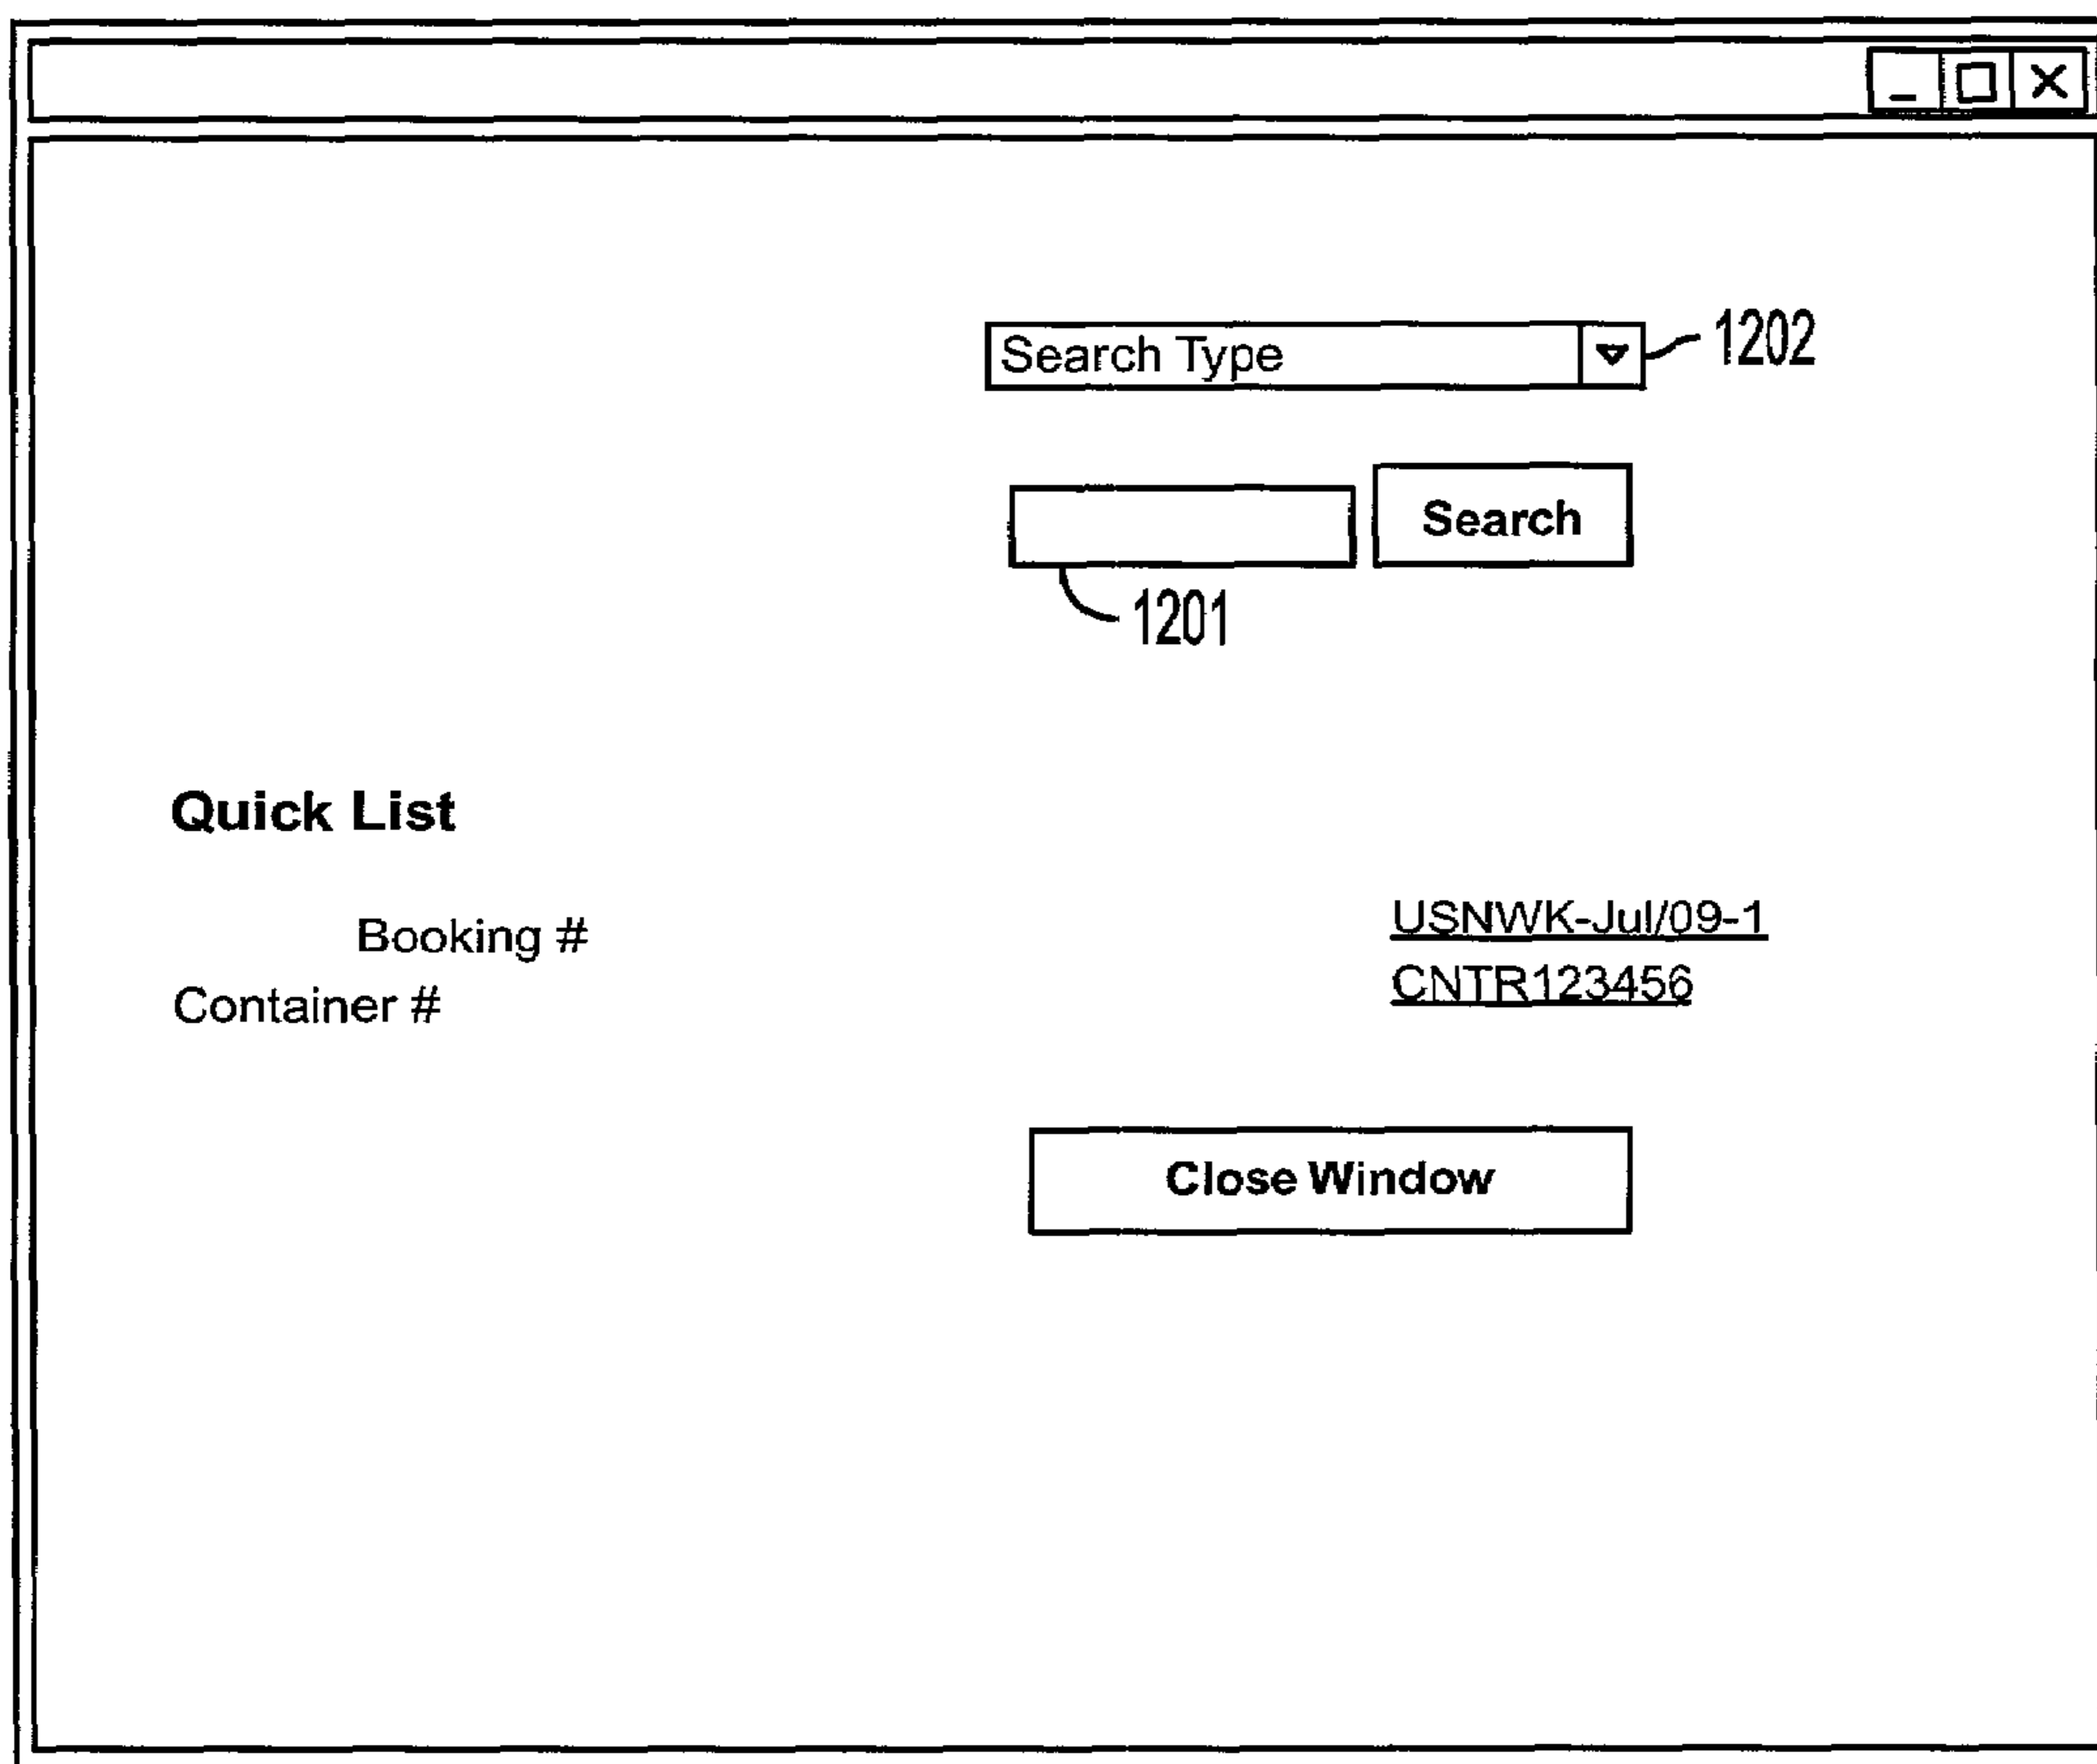 Search Type
1202
Search
1201
Quick List
Booking # USNWK-Jul/09-1
Container # CNTR123456
Close Window